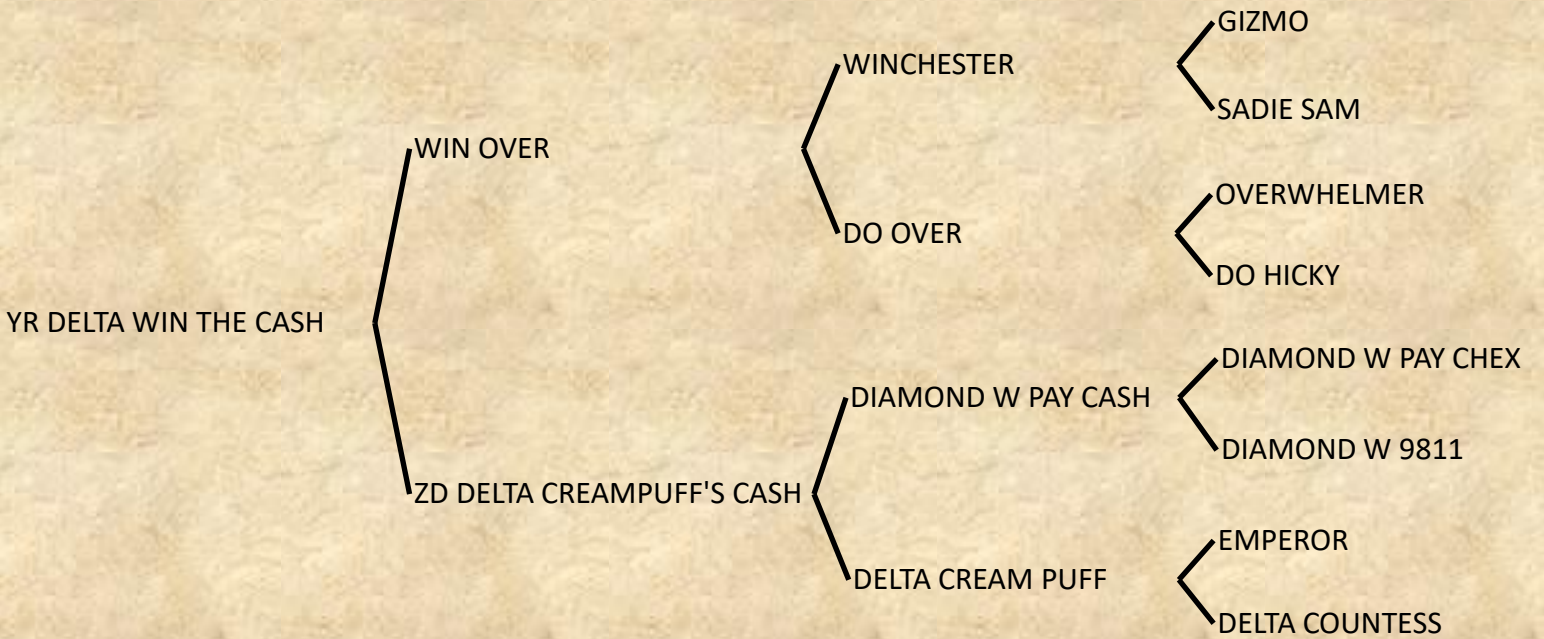 GIZMO
WINCHESTER
SADIE SAM
WIN OVER
OVERWHELMER
DO OVER
DO HICKY
YR DELTA WIN THE CASH
DIAMOND W PAY CHEX
DIAMOND W PAY CASH
DIAMOND W 9811
ZD DELTA CREAMPUFF'S CASH
EMPEROR
DELTA CREAM PUFF
DELTA COUNTESS